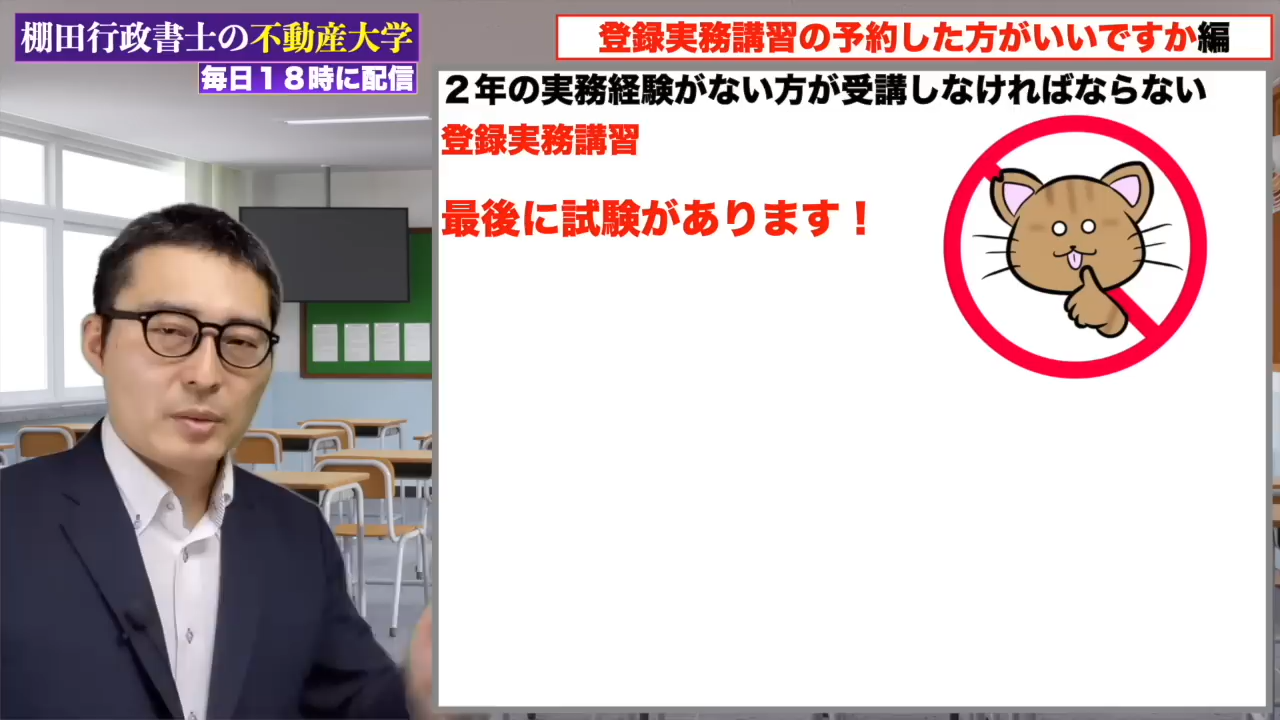 棚田行政書士の不動産大学
毎日18時に配信
登録実務講習の予約した方がいいですか編
２年の実務経験がない方が受講しなければならない
登録実務講習
最後に試験があります！